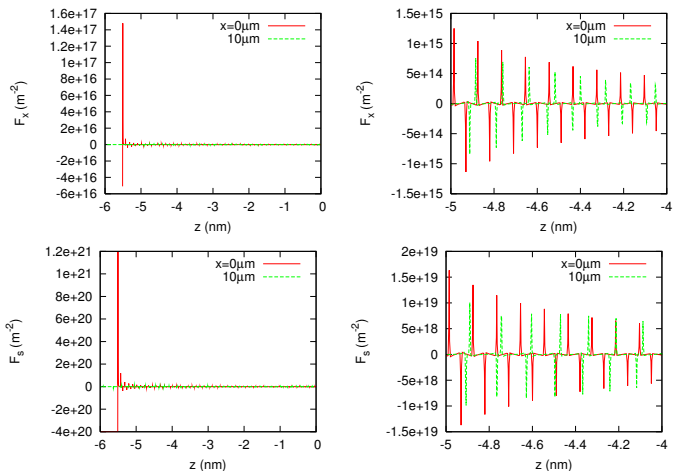 1.6e+17
1.4e+17
1.2e+17
1e+17
8e+16
6e+16
4e+16
2e+16
0
-2e+16
-4e+16
-6e+16
-6 -5 -4 -3 -2 -1 0
z (nm)
Fx (m-2)
x=0μm
10μm
1.5e+15
1e+15
5e+14
0
-5e+14
-1e+15
-1.5e+15
-5 -4.8 -4.6 -4.4 -4.2 -4
z (nm)
Fx (m-2)
x=0μm
10μm
1.2e+21
1e+21
8e+20
6e+20
4e+20
2e+20
0
-2e+20
-4e+20
-6 -5 -4 -3 -2 -1 0
z (nm)
Fs (m-2)
x=0μm
10μm
2e+19
1.5e+19
1e+19
5e+18
0
-5e+18
-1e+19
-1.5e+19
-5 -4.8 -4.6 -4.4 -4.2 -4
z (nm)
Fs (m-2)
x=0μm
10μm